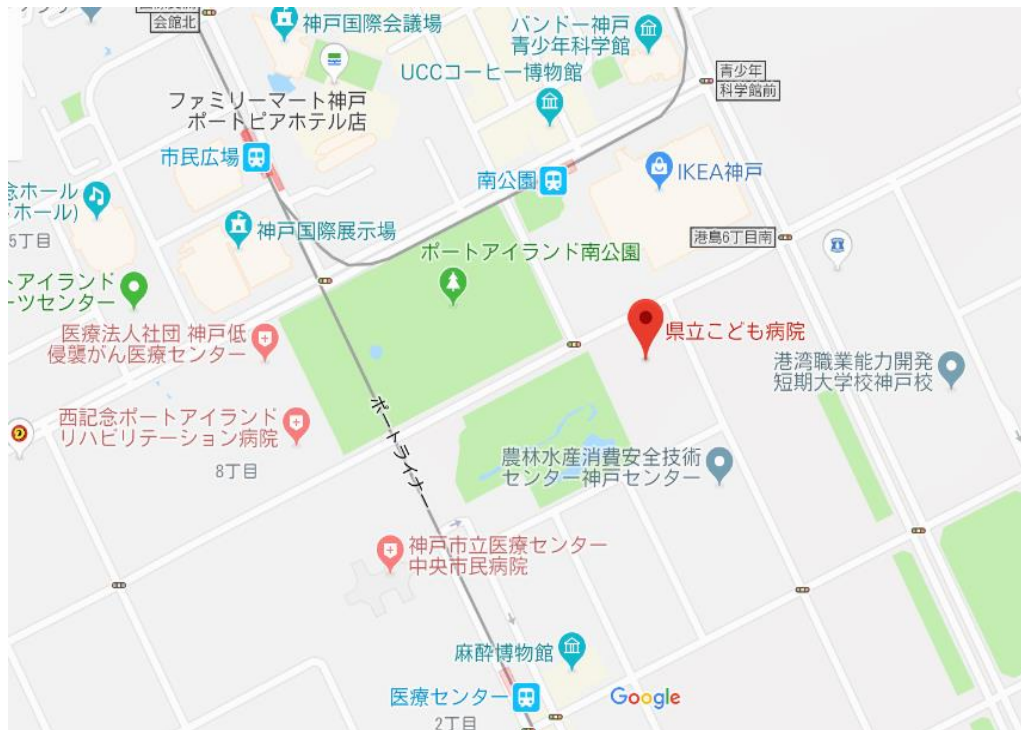 会館北
神戸国際会議場
バンドー神戸
青少年科学館
UCCコーヒー博物館
青少年
科学館前
ファミリーマート神戸
ポートピアホテル店
市民広場
南公園
IKEA神戸
念ホール
ドホール)
5丁目
神戸国際展示場
港島6丁目南
ポートアイランド南公園
トアイランド
ーツセンター
医療法人社団 神戸低
侵襲がん医療センター
県立こども病院
港湾職業能力開発
短期大学校神戸校
西記念ポートアイランド
リハビリテーション病院
ポートライナー
8丁目
農林水産消費安全技術
センター神戸センター
神戸市立医療センター
中央市民病院
麻酔博物館
医療センター
Google
2丁目